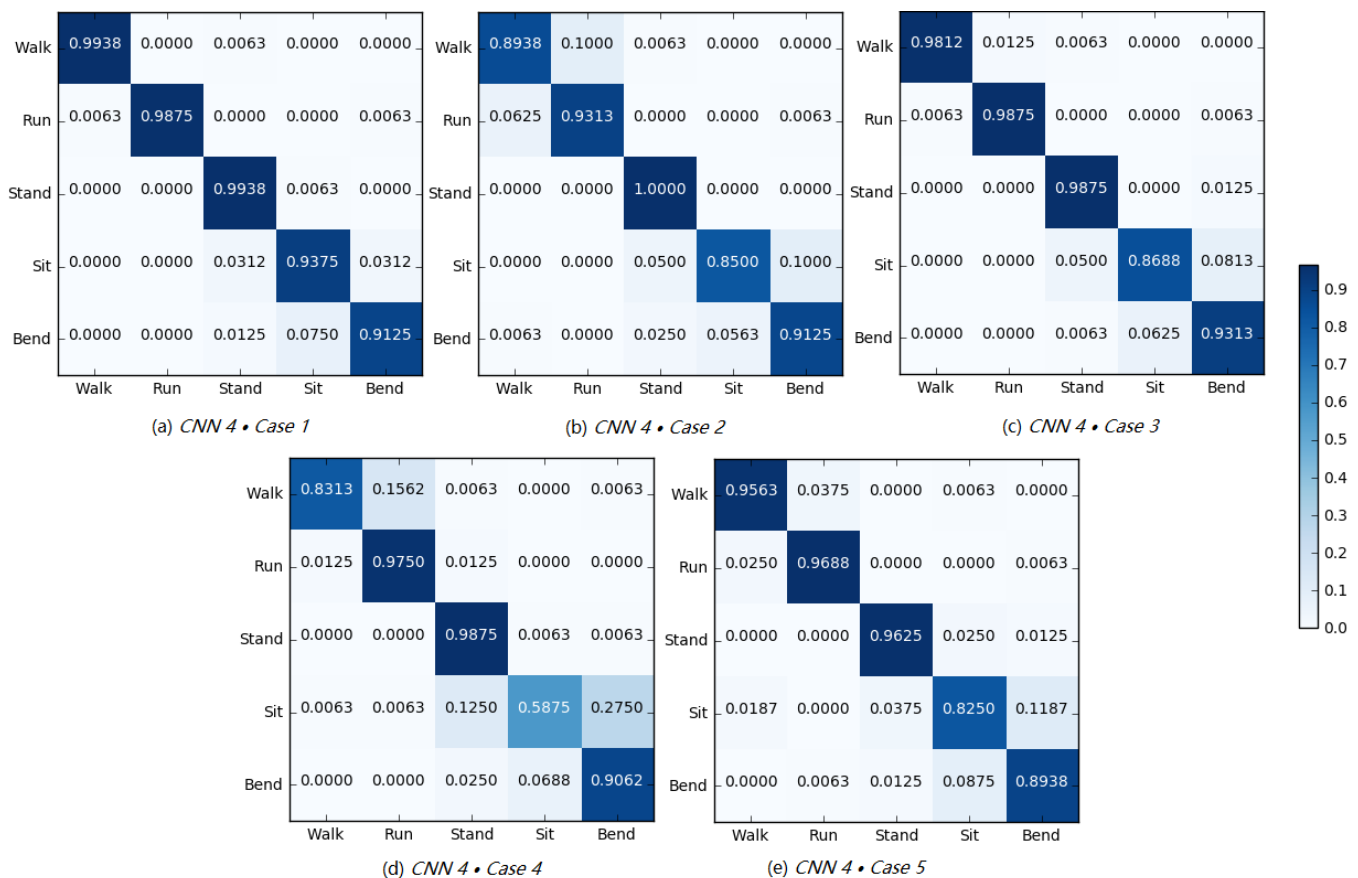 Walk 0.9938 0.0000 0.0063 0.0000 0.0000
Run 0.0063 0.9875 0.0000 0.0000 0.0063
Stand 0.0000 0.0000 0.9938 0.0063 0.0000
Sit 0.0000 0.0000 0.0312 0.9375 0.0312
Bend 0.0000 0.0000 0.0125 0.0750 0.9125
Walk Run Stand Sit Bend
(a) CNN 4 • Case 1
Walk 0.8938 0.1000 0.0063 0.0000 0.0000
Run 0.0625 0.9313 0.0000 0.0000 0.0063
Stand 0.0000 0.0000 1.0000 0.0000 0.0000
Sit 0.0000 0.0000 0.0500 0.8500 0.1000
Bend 0.0063 0.0000 0.0250 0.0563 0.9125
Walk Run Stand Sit Bend
(b) CNN 4 • Case 2
Walk 0.9812 0.0125 0.0063 0.0000 0.0000
Run 0.0063 0.9875 0.0000 0.0000 0.0063
Stand 0.0000 0.0000 0.9875 0.0000 0.0125
Sit 0.0000 0.0000 0.0500 0.8688 0.0813
Bend 0.0000 0.0000 0.0063 0.0625 0.9313
Walk Run Stand Sit Bend
(c) CNN 4 • Case 3
Walk 0.8313 0.1562 0.0063 0.0000 0.0063
Run 0.0125 0.9750 0.0125 0.0000 0.0000
Stand 0.0000 0.0000 0.9875 0.0063 0.0063
Sit 0.0063 0.0063 0.1250 0.5875 0.2750
Bend 0.0000 0.0000 0.0250 0.0688 0.9062
Walk Run Stand Sit Bend
(d) CNN 4 • Case 4
Walk 0.9563 0.0375 0.0000 0.0063 0.0000
Run 0.0250 0.9688 0.0000 0.0000 0.0063
Stand 0.0000 0.0000 0.9625 0.0250 0.0125
Sit 0.0187 0.0000 0.0375 0.8250 0.1187
Bend 0.0000 0.0063 0.0125 0.0875 0.8938
Walk Run Stand Sit Bend
(e) CNN 4 • Case 5
0.9
0.8
0.7
0.6
0.5
0.4
0.3
0.2
0.1
0.0